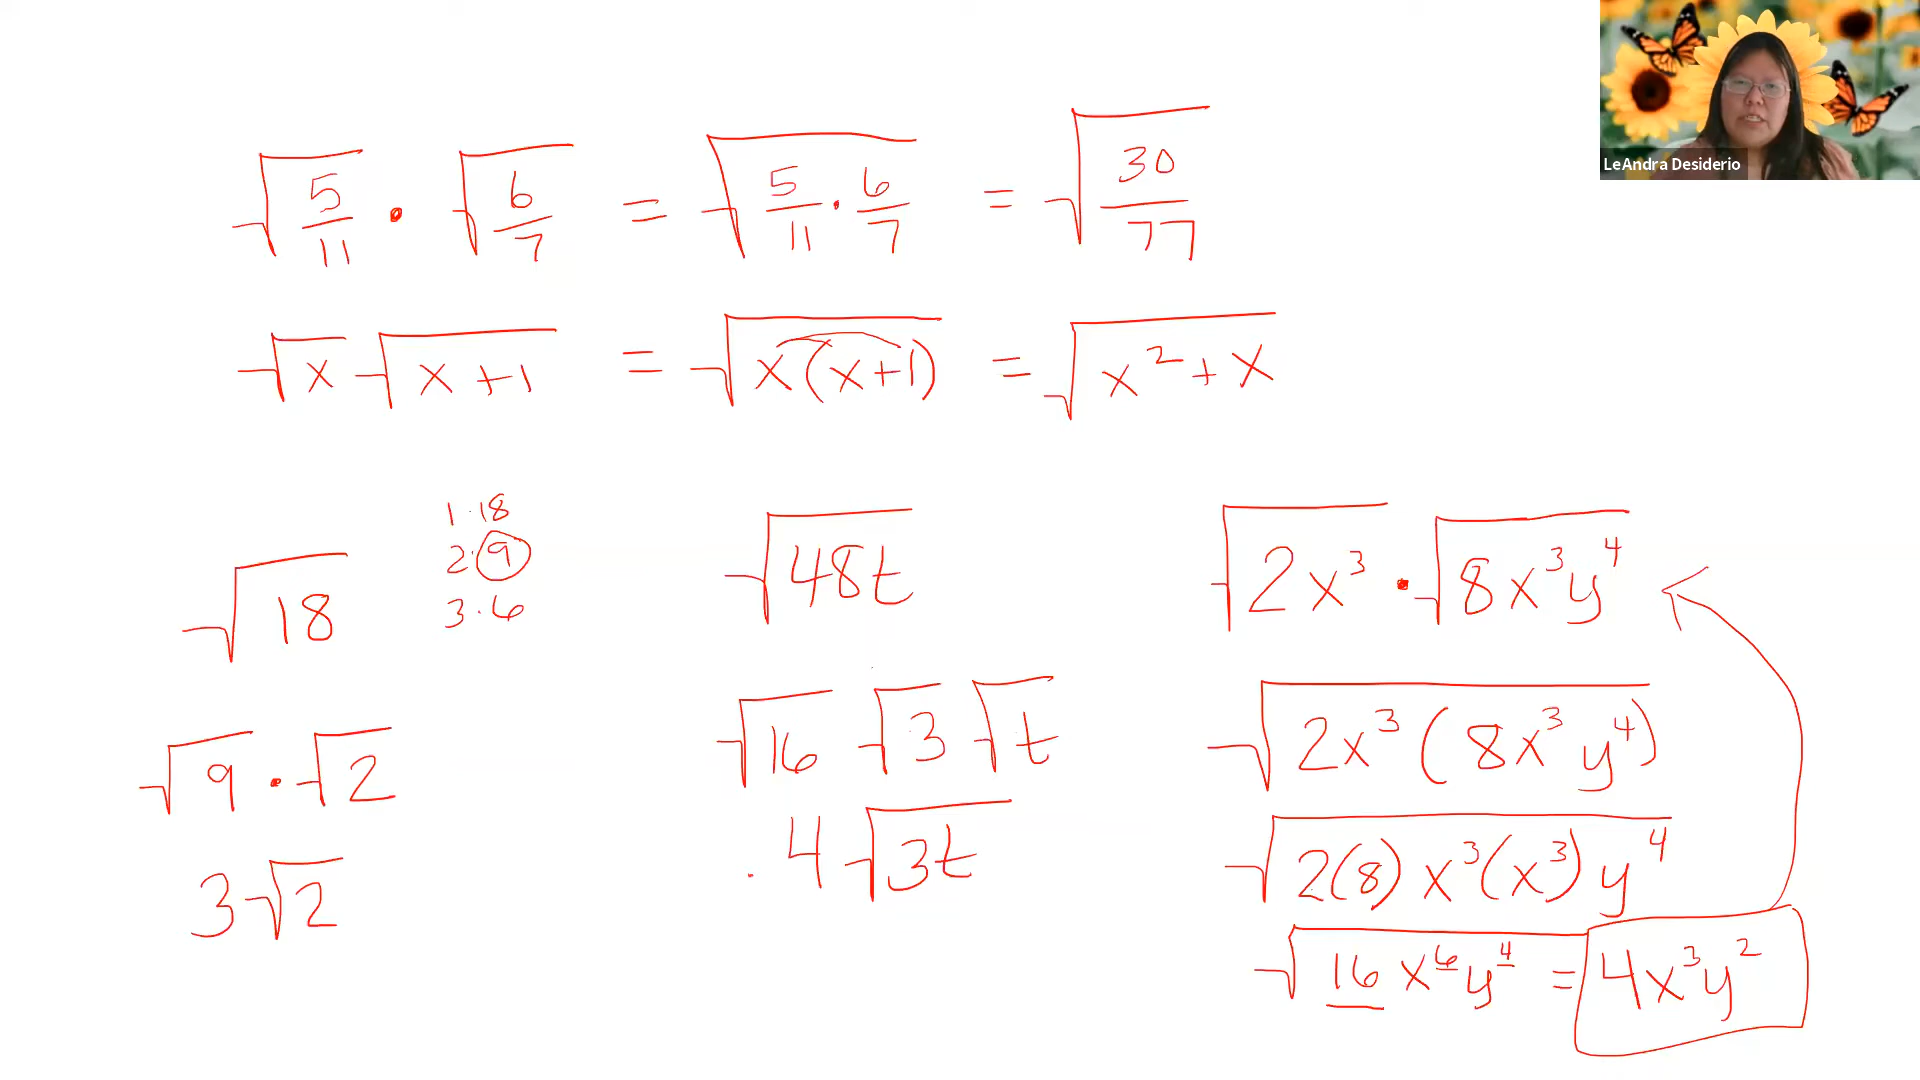 LeAndra Desiderio
√(5/11) · √(6/7) = √(5/11 · 6/7) = √(30/77)
√x √(x+1) = √(x(x+1)) = √(x²+x)
1·18
2·9
3·6
√18
√9 · √2
3√2
√(48t)
√16 √3 √t
4√(3t)
√(2x³) · √(8x³y⁴)
√(2x³(8x³y⁴))
√(2(8)x³(x³)y⁴)
√(16x⁶y⁴) = 4x³y²